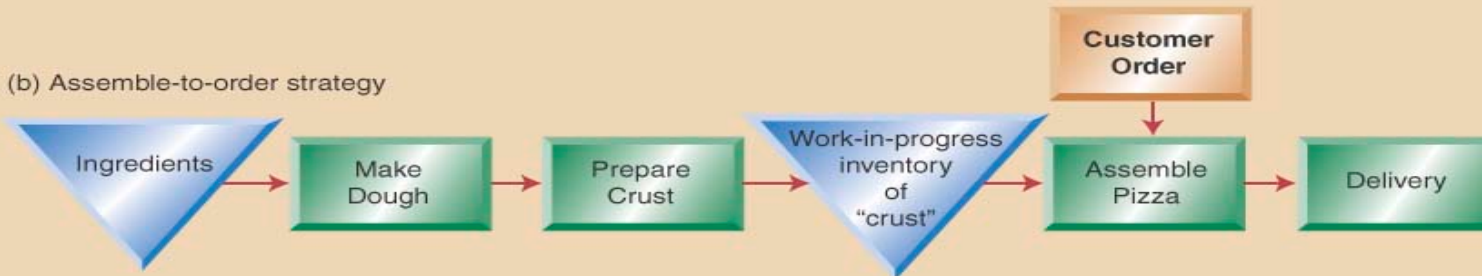 (b) Assemble-to-order strategy
Ingredients
Make
Dough
Prepare
Crust
Work-in-progress
inventory
of
“crust”
Customer
Order
Assemble
Pizza
Delivery